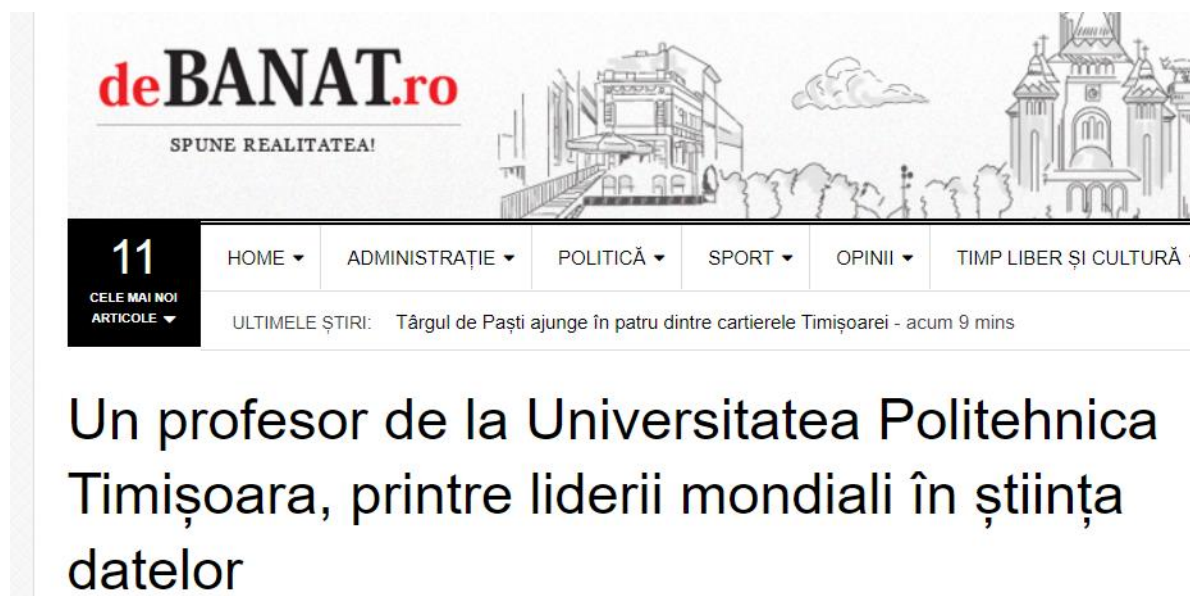 deBANAT.ro
SPUNE REALITATEA!
11
CELE MAI NOI
ARTICOLE
HOME
ADMINISTRAȚIE
POLITICĂ
SPORT
OPINII
TIMP LIBER ȘI CULTURĂ
ULTIMELE ȘTIRI: Târgul de Paști ajunge în patru dintre cartierele Timișoarei - acum 9 mins
Un profesor de la Universitatea Politehnica
Timișoara, printre liderii mondiali în știința
datelor